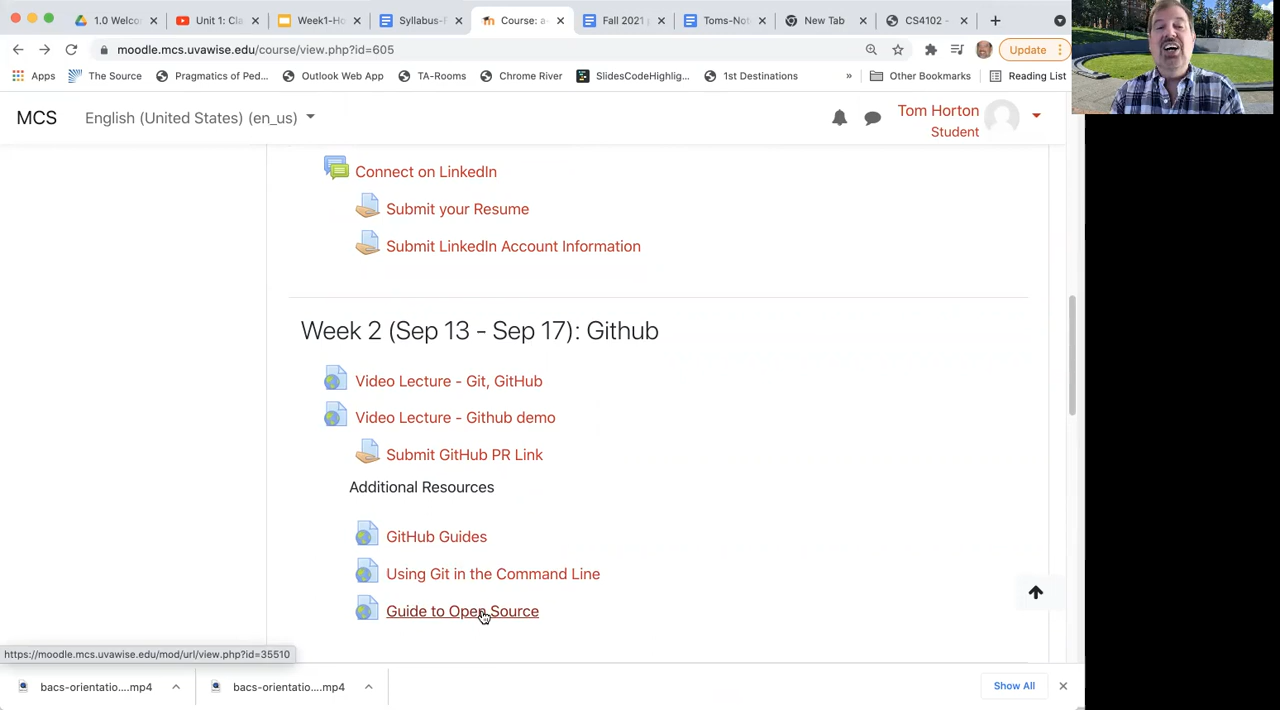 1.0 Welco
Unit 1: Cla
Week1-Ho
Syllabus-F
Course: a
Fall 2021
Toms-Not
New Tab
CS4102 -
moodle.mcs.uvawise.edu/course/view.php?id=605
Update
Apps
The Source
Pragmatics of Ped...
Outlook Web App
TA-Rooms
Chrome River
SlidesCodeHighlig...
1st Destinations
»
Other Bookmarks
Reading List
MCS
English (United States) (en_us)
Tom Horton
Student
Connect on LinkedIn
Submit your Resume
Submit LinkedIn Account Information
Week 2 (Sep 13 - Sep 17): Github
Video Lecture - Git, GitHub
Video Lecture - Github demo
Submit GitHub PR Link
Additional Resources
GitHub Guides
Using Git in the Command Line
Guide to Open Source
https://moodle.mcs.uvawise.edu/mod/url/view.php?id=35510
bacs-orientatio....mp4
bacs-orientatio....mp4
Show All